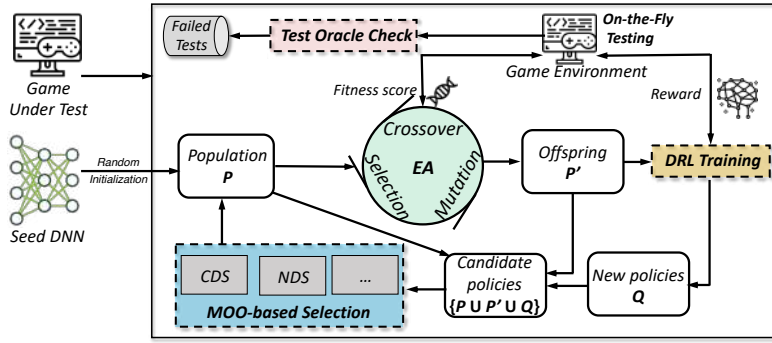 Failed
Tests
Test Oracle Check
On-the-Fly
Testing
Game
Under Test
Fitness score
Game Environment
Reward
Crossover
Selection
EA
Mutation
Random
Initialization
Population
P
Offspring
P'
DRL Training
Seed DNN
CDS
NDS
...
MOO-based Selection
Candidate
policies
{P U P' U Q}
New policies
Q